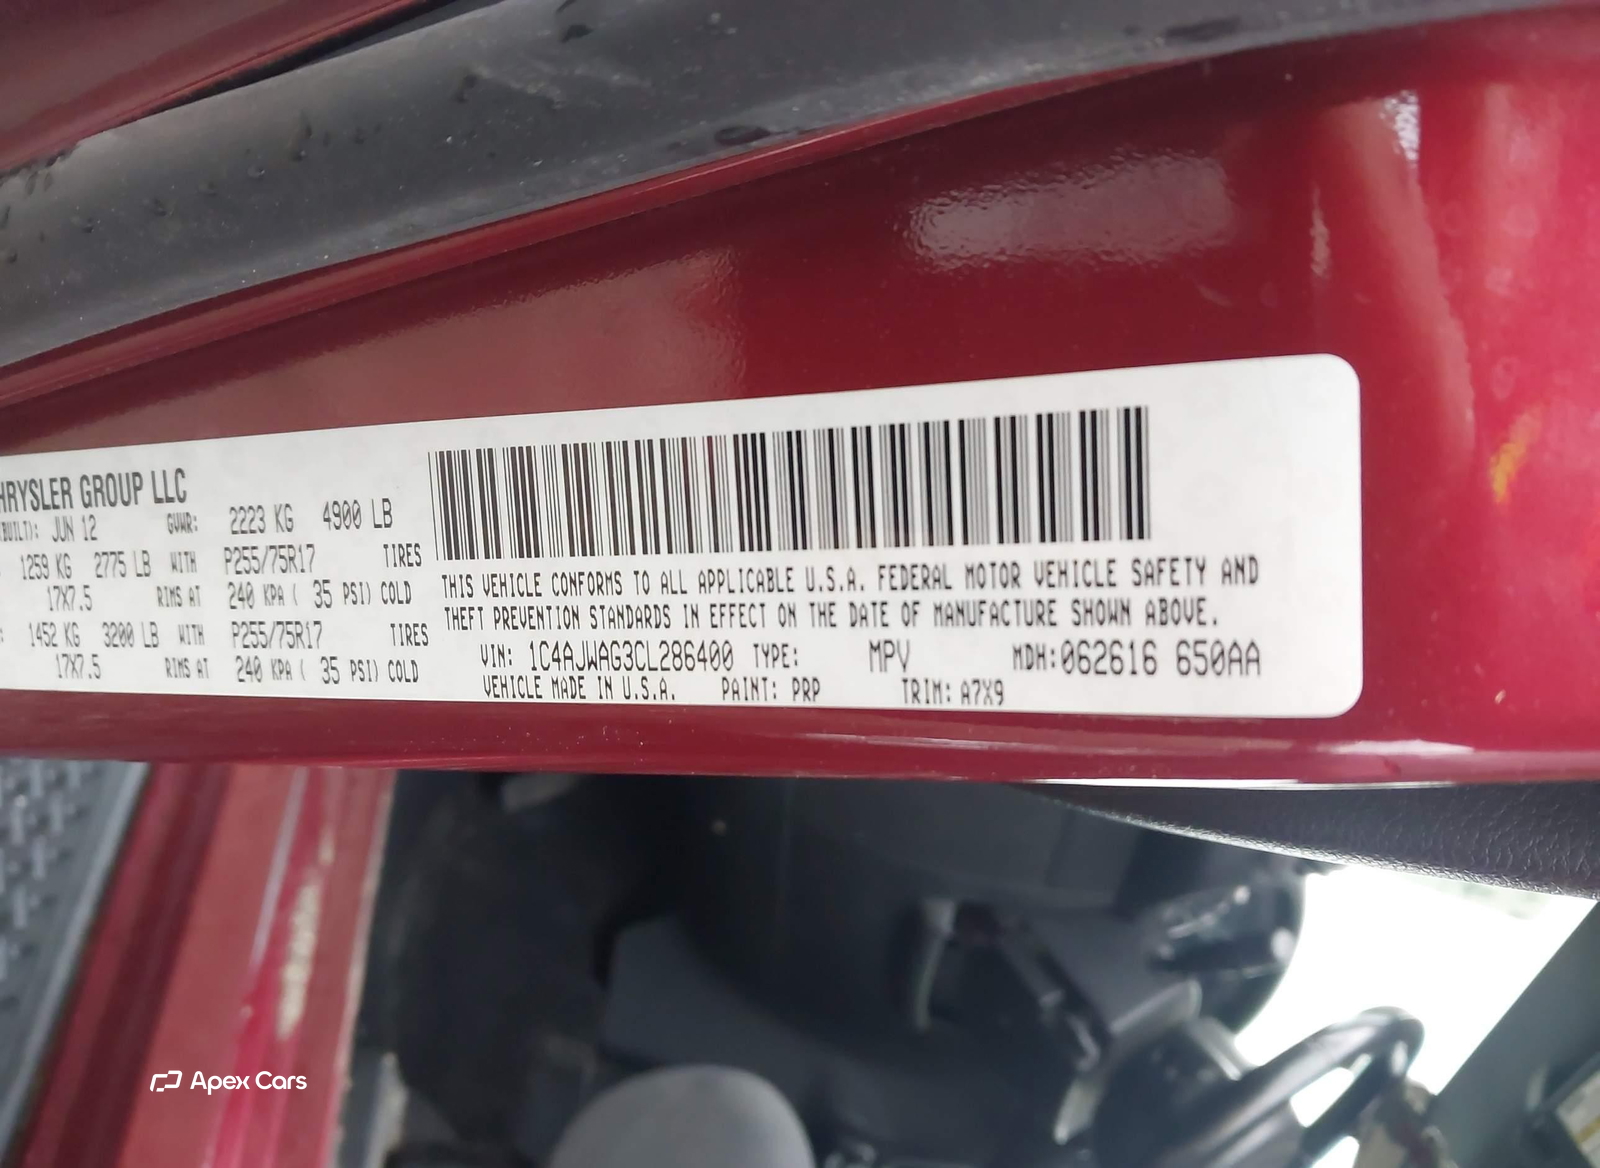 HRYSLER GROUP LLC
BUILT): JUN 12 GVWR: 2223 KG 4900 LB
1259 KG 2775 LB WITH P255/75R17 TIRES
17X7.5 RIMS AT 240 KPA ( 35 PSI) COLD
: 1452 KG 3200 LB WITH P255/75R17 TIRES
17X7.5 RIMS AT 240 KPA ( 35 PSI) COLD
THIS VEHICLE CONFORMS TO ALL APPLICABLE U.S.A. FEDERAL MOTOR VEHICLE SAFETY AND
THEFT PREVENTION STANDARDS IN EFFECT ON THE DATE OF MANUFACTURE SHOWN ABOVE.
VIN: 1C4AJWAG3CL286400 TYPE: MPV MDH:062616 650AA
VEHICLE MADE IN U.S.A. PAINT: PRP TRIM: A7X9
Apex Cars